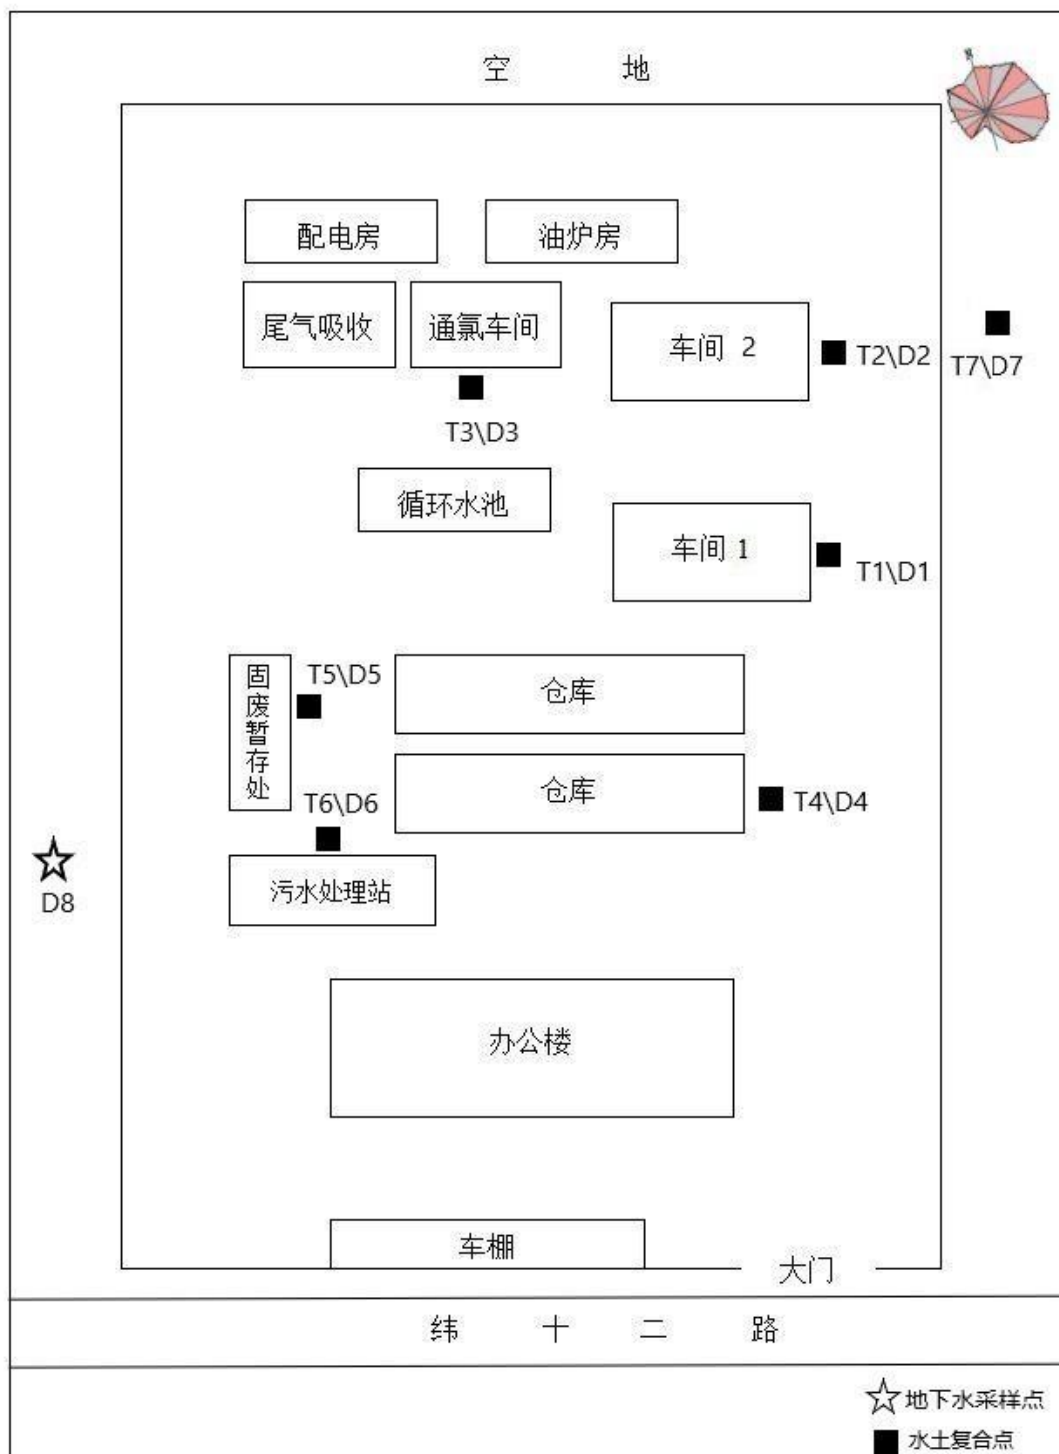 空 地
配电房
油炉房
尾气吸收
通氯车间
车间 2
T2\D2
T7\D7
T3\D3
循环水池
车间 1
T1\D1
固废暂存处
T5\D5
仓库
仓库
T4\D4
T6\D6
污水处理站
D8
办公楼
车棚
大门
纬 十 二 路
地下水采样点
水土复合点